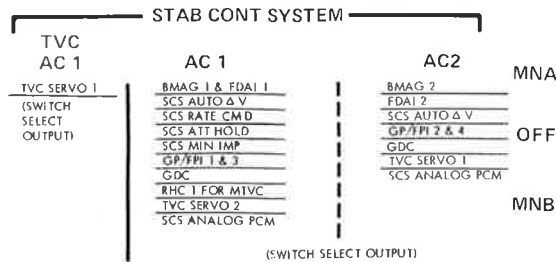 STAB CONT SYSTEM
TVC
AC 1
TVC SERVO 1
(SWITCH
SELECT
OUTPUT)
AC 1
BMAG 1 & FDAI 1
SCS AUTO Δ V
SCS RATE CMD
SCS ATT HOLD
SCS MIN IMP
GP/FPI 1 & 3
GDC
RHC 1 FOR MTVC
TVC SERVO 2
SCS ANALOG PCM
AC2
BMAG 2
FDAI 2
SCS AUTO Δ V
GP/FPI 2 & 4
GDC
TVC SERVO 1
SCS ANALOG PCM
(SWITCH SELECT OUTPUT)
MNA
OFF
MNB